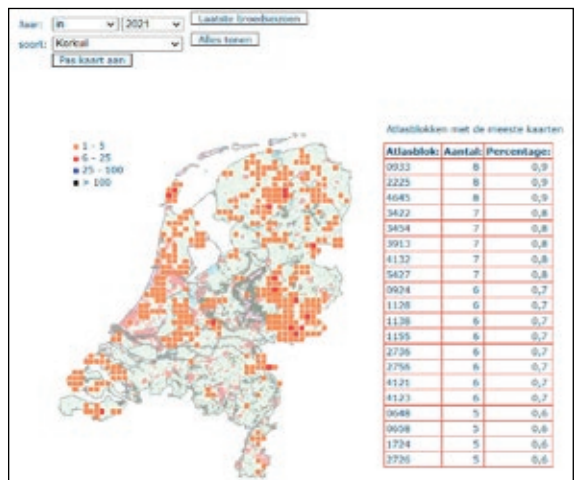 Jaar: in 2021 Laatste broedseizoen
soort: Kerkuil Alles tonen
Pas kaart aan
1 - 5
6 - 25
25 - 100
> 100
Atlasblokken met de meeste kaarten
Atlasblok: Aantal: Percentage:
0933 8 0,9
2225 8 0,9
4645 8 0,9
3422 7 0,8
3454 7 0,8
3913 7 0,8
4132 7 0,8
5427 7 0,8
0924 6 0,7
1128 6 0,7
1138 6 0,7
1155 6 0,7
2736 6 0,7
2756 6 0,7
4121 6 0,7
4123 6 0,7
0648 5 0,6
0658 5 0,6
1724 5 0,6
2726 5 0,6